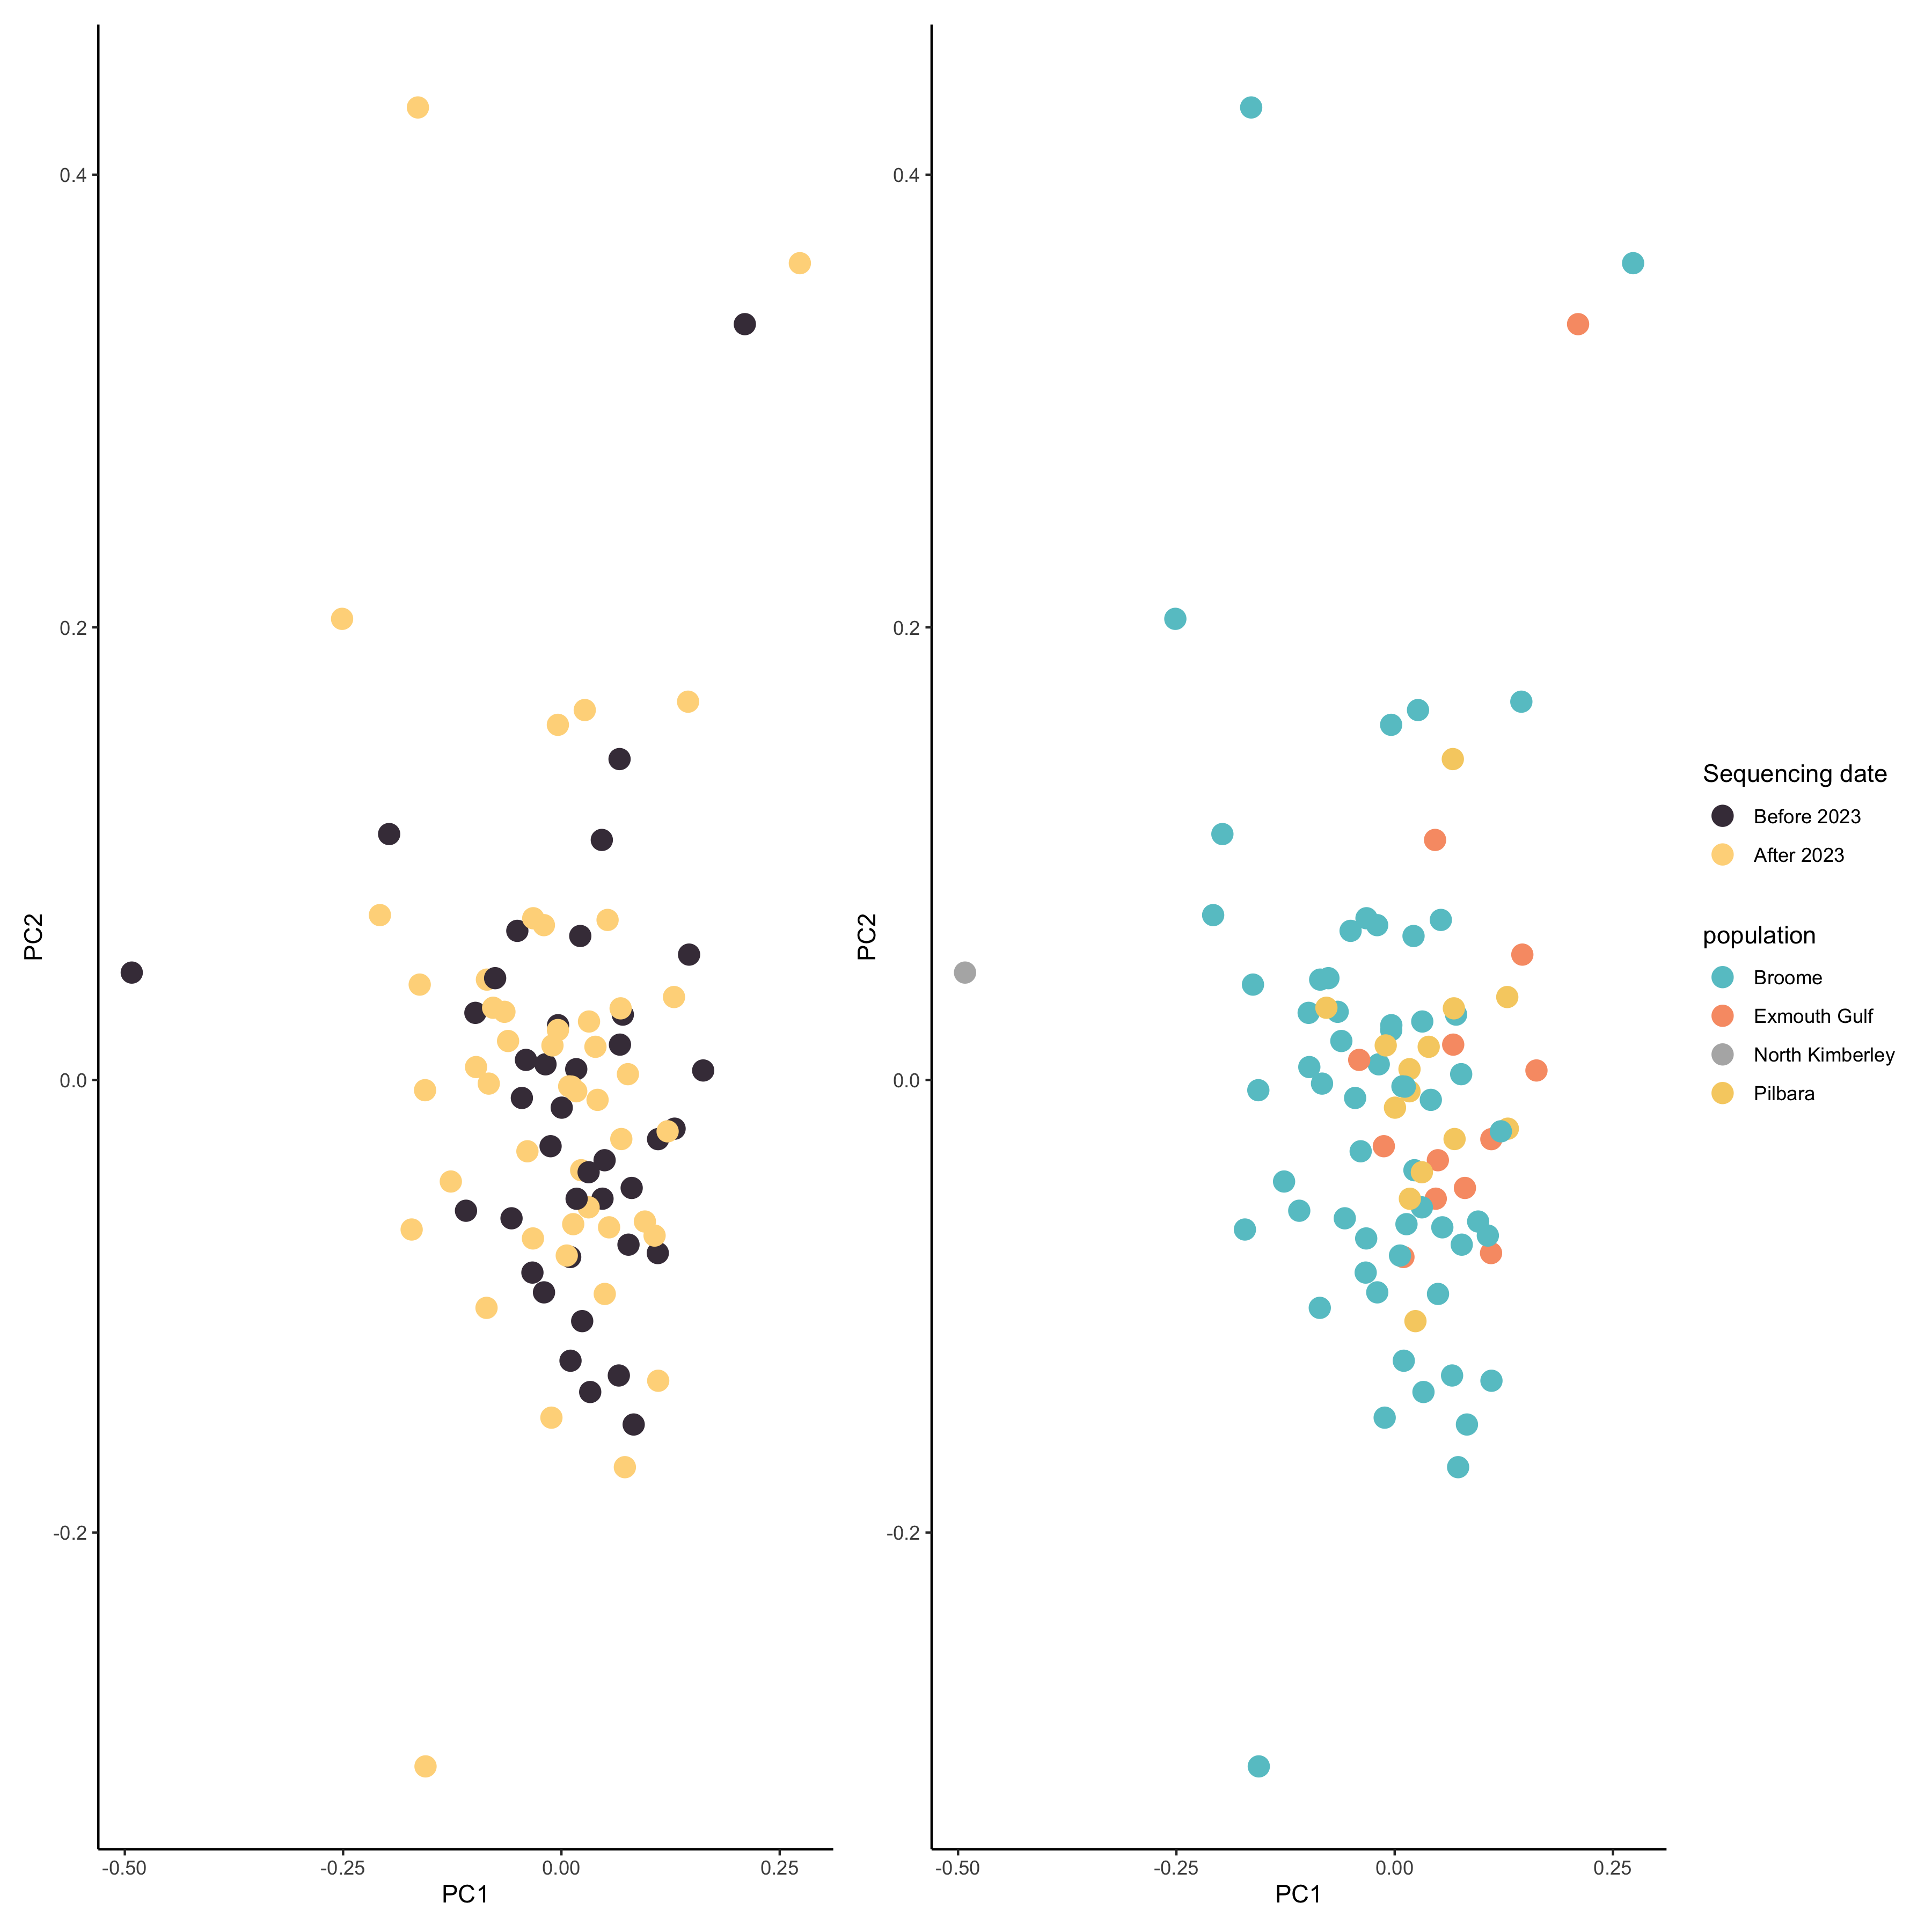 0.4
0.2
0.0
-0.2
PC2
-0.50
-0.25
0.00
0.25
PC1
0.4
0.2
0.0
-0.2
PC2
-0.50
-0.25
0.00
0.25
PC1
Sequencing date
Before 2023
After 2023
population
Broome
Exmouth Gulf
North Kimberley
Pilbara